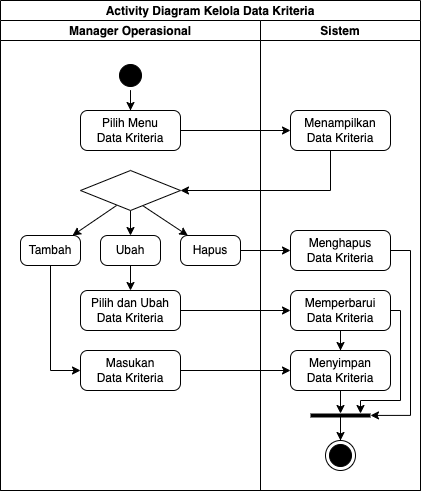 Activity Diagram Kelola Data Kriteria
Manager Operasional
Sistem
Pilih Menu
Data Kriteria
Menampilkan
Data Kriteria
Tambah
Ubah
Hapus
Menghapus
Data Kriteria
Pilih dan Ubah
Data Kriteria
Memperbarui
Data Kriteria
Masukan
Data Kriteria
Menyimpan
Data Kriteria